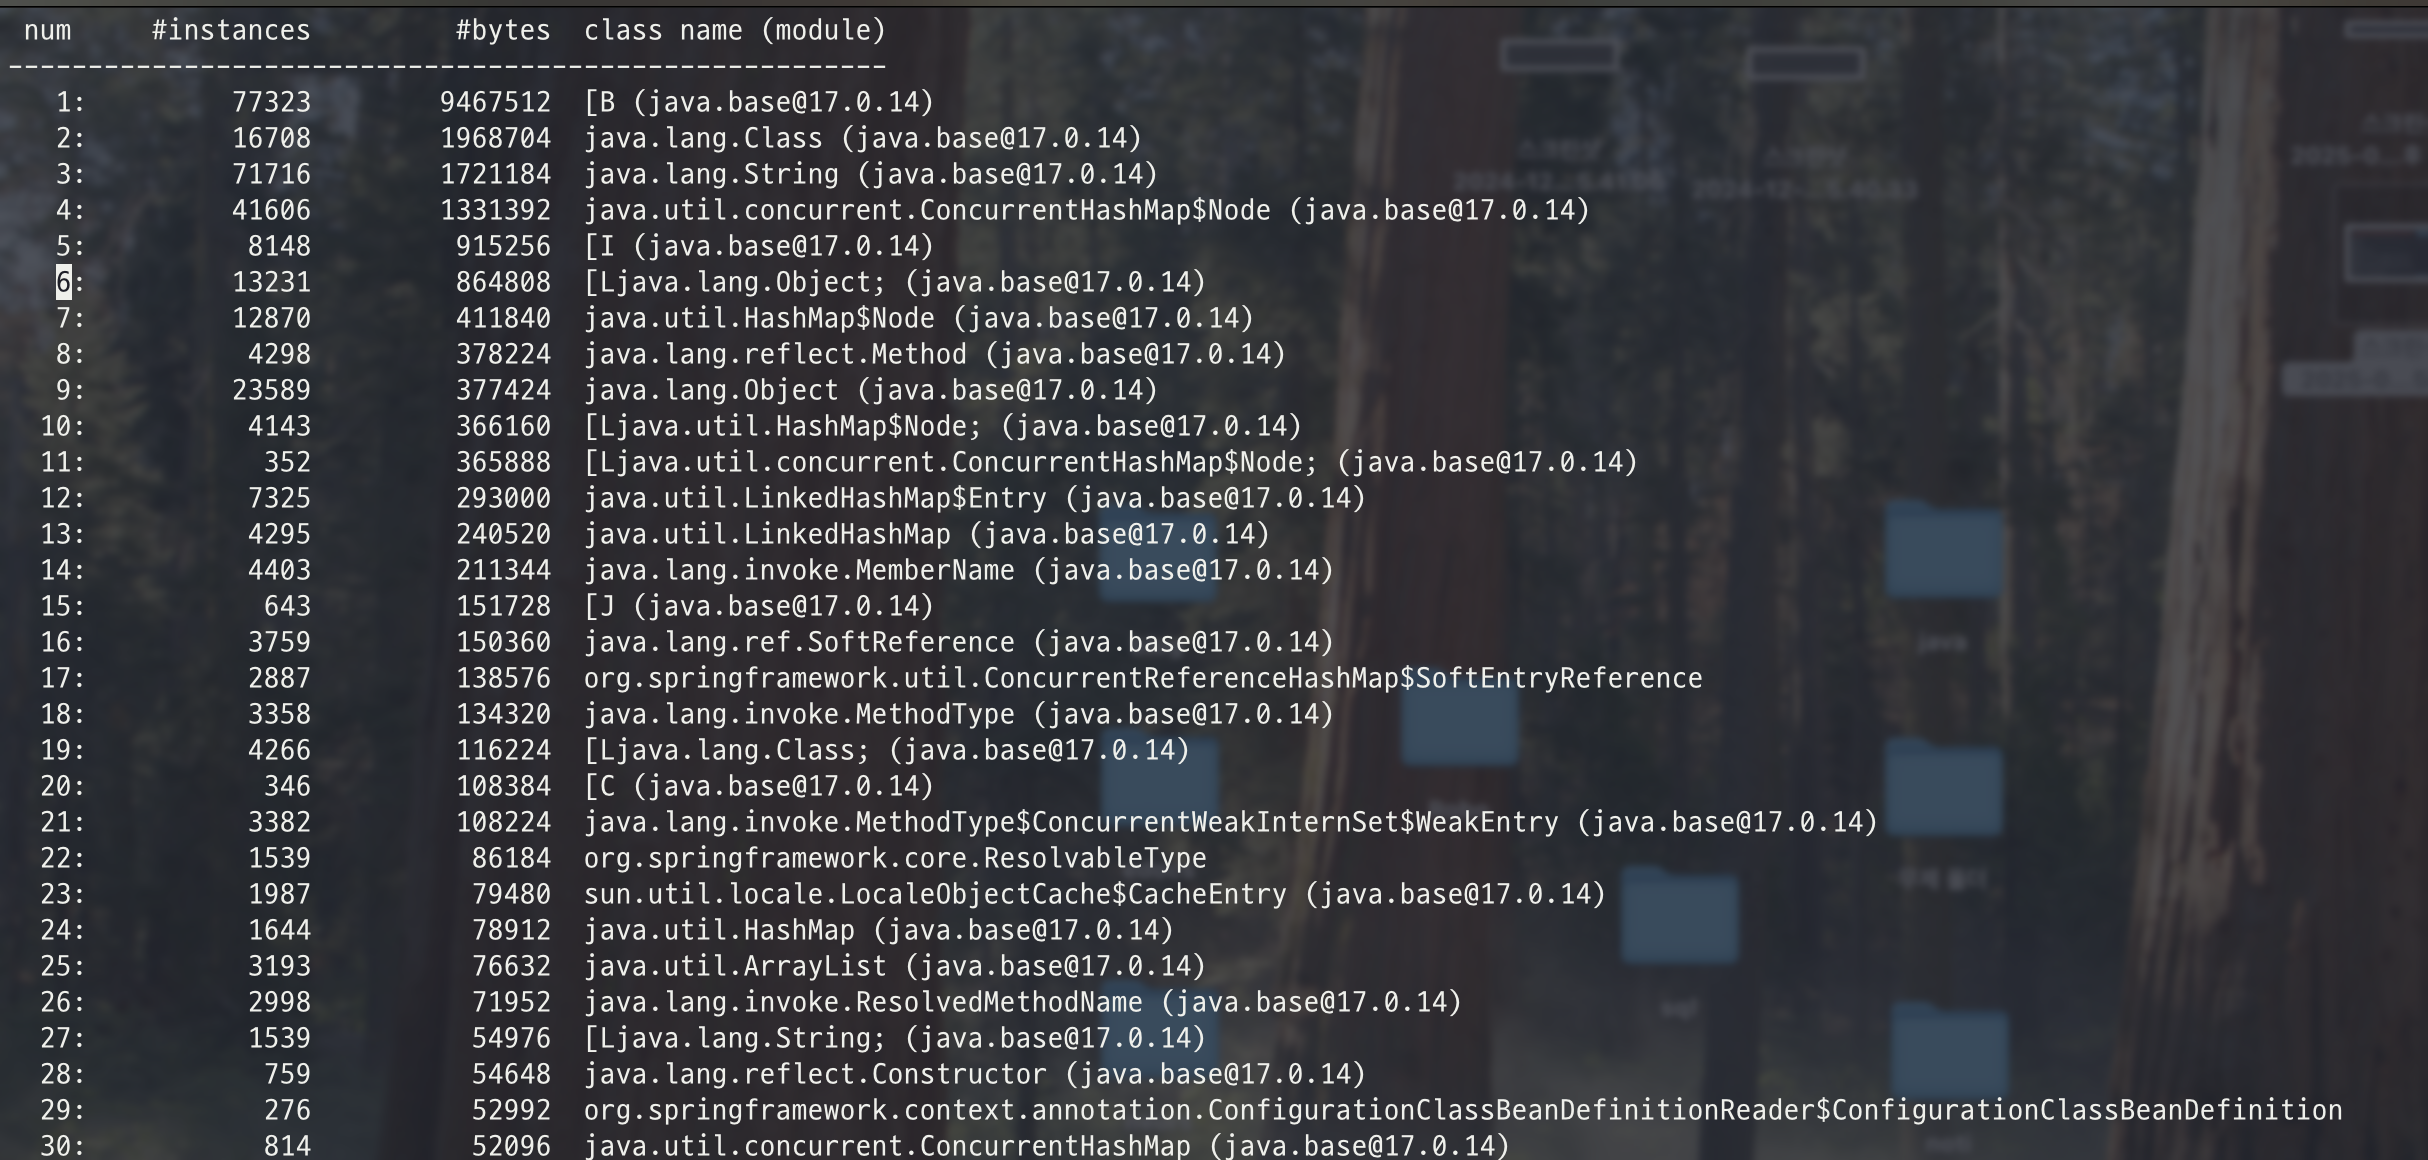 num #instances #bytes class name (module)
-------------------------------------------------------
1: 77323 9467512 [B (java.base@17.0.14)
2: 16708 1968704 java.lang.Class (java.base@17.0.14)
3: 71716 1721184 java.lang.String (java.base@17.0.14)
4: 41606 1331392 java.util.concurrent.ConcurrentHashMap$Node (java.base@17.0.14)
5: 8148 915256 [I (java.base@17.0.14)
6: 13231 864808 [Ljava.lang.Object; (java.base@17.0.14)
7: 12870 411840 java.util.HashMap$Node (java.base@17.0.14)
8: 4298 378224 java.lang.reflect.Method (java.base@17.0.14)
9: 23589 377424 java.lang.Object (java.base@17.0.14)
10: 4143 366160 [Ljava.util.HashMap$Node; (java.base@17.0.14)
11: 352 365888 [Ljava.util.concurrent.ConcurrentHashMap$Node; (java.base@17.0.14)
12: 7325 293000 java.util.LinkedHashMap$Entry (java.base@17.0.14)
13: 4295 240520 java.util.LinkedHashMap (java.base@17.0.14)
14: 4403 211344 java.lang.invoke.MemberName (java.base@17.0.14)
15: 643 151728 [J (java.base@17.0.14)
16: 3759 150360 java.lang.ref.SoftReference (java.base@17.0.14)
17: 2887 138576 org.springframework.util.ConcurrentReferenceHashMap$SoftEntryReference
18: 3358 134320 java.lang.invoke.MethodType (java.base@17.0.14)
19: 4266 116224 [Ljava.lang.Class; (java.base@17.0.14)
20: 346 108384 [C (java.base@17.0.14)
21: 3382 108224 java.lang.invoke.MethodType$ConcurrentWeakInternSet$WeakEntry (java.base@17.0.14)
22: 1539 86184 org.springframework.core.ResolvableType
23: 1987 79480 sun.util.locale.LocaleObjectCache$CacheEntry (java.base@17.0.14)
24: 1644 78912 java.util.HashMap (java.base@17.0.14)
25: 3193 76632 java.util.ArrayList (java.base@17.0.14)
26: 2998 71952 java.lang.invoke.ResolvedMethodName (java.base@17.0.14)
27: 1539 54976 [Ljava.lang.String; (java.base@17.0.14)
28: 759 54648 java.lang.reflect.Constructor (java.base@17.0.14)
29: 276 52992 org.springframework.context.annotation.ConfigurationClassBeanDefinitionReader$ConfigurationClassBeanDefinition
30: 814 52096 java.util.concurrent.ConcurrentHashMap (java.base@17.0.14)